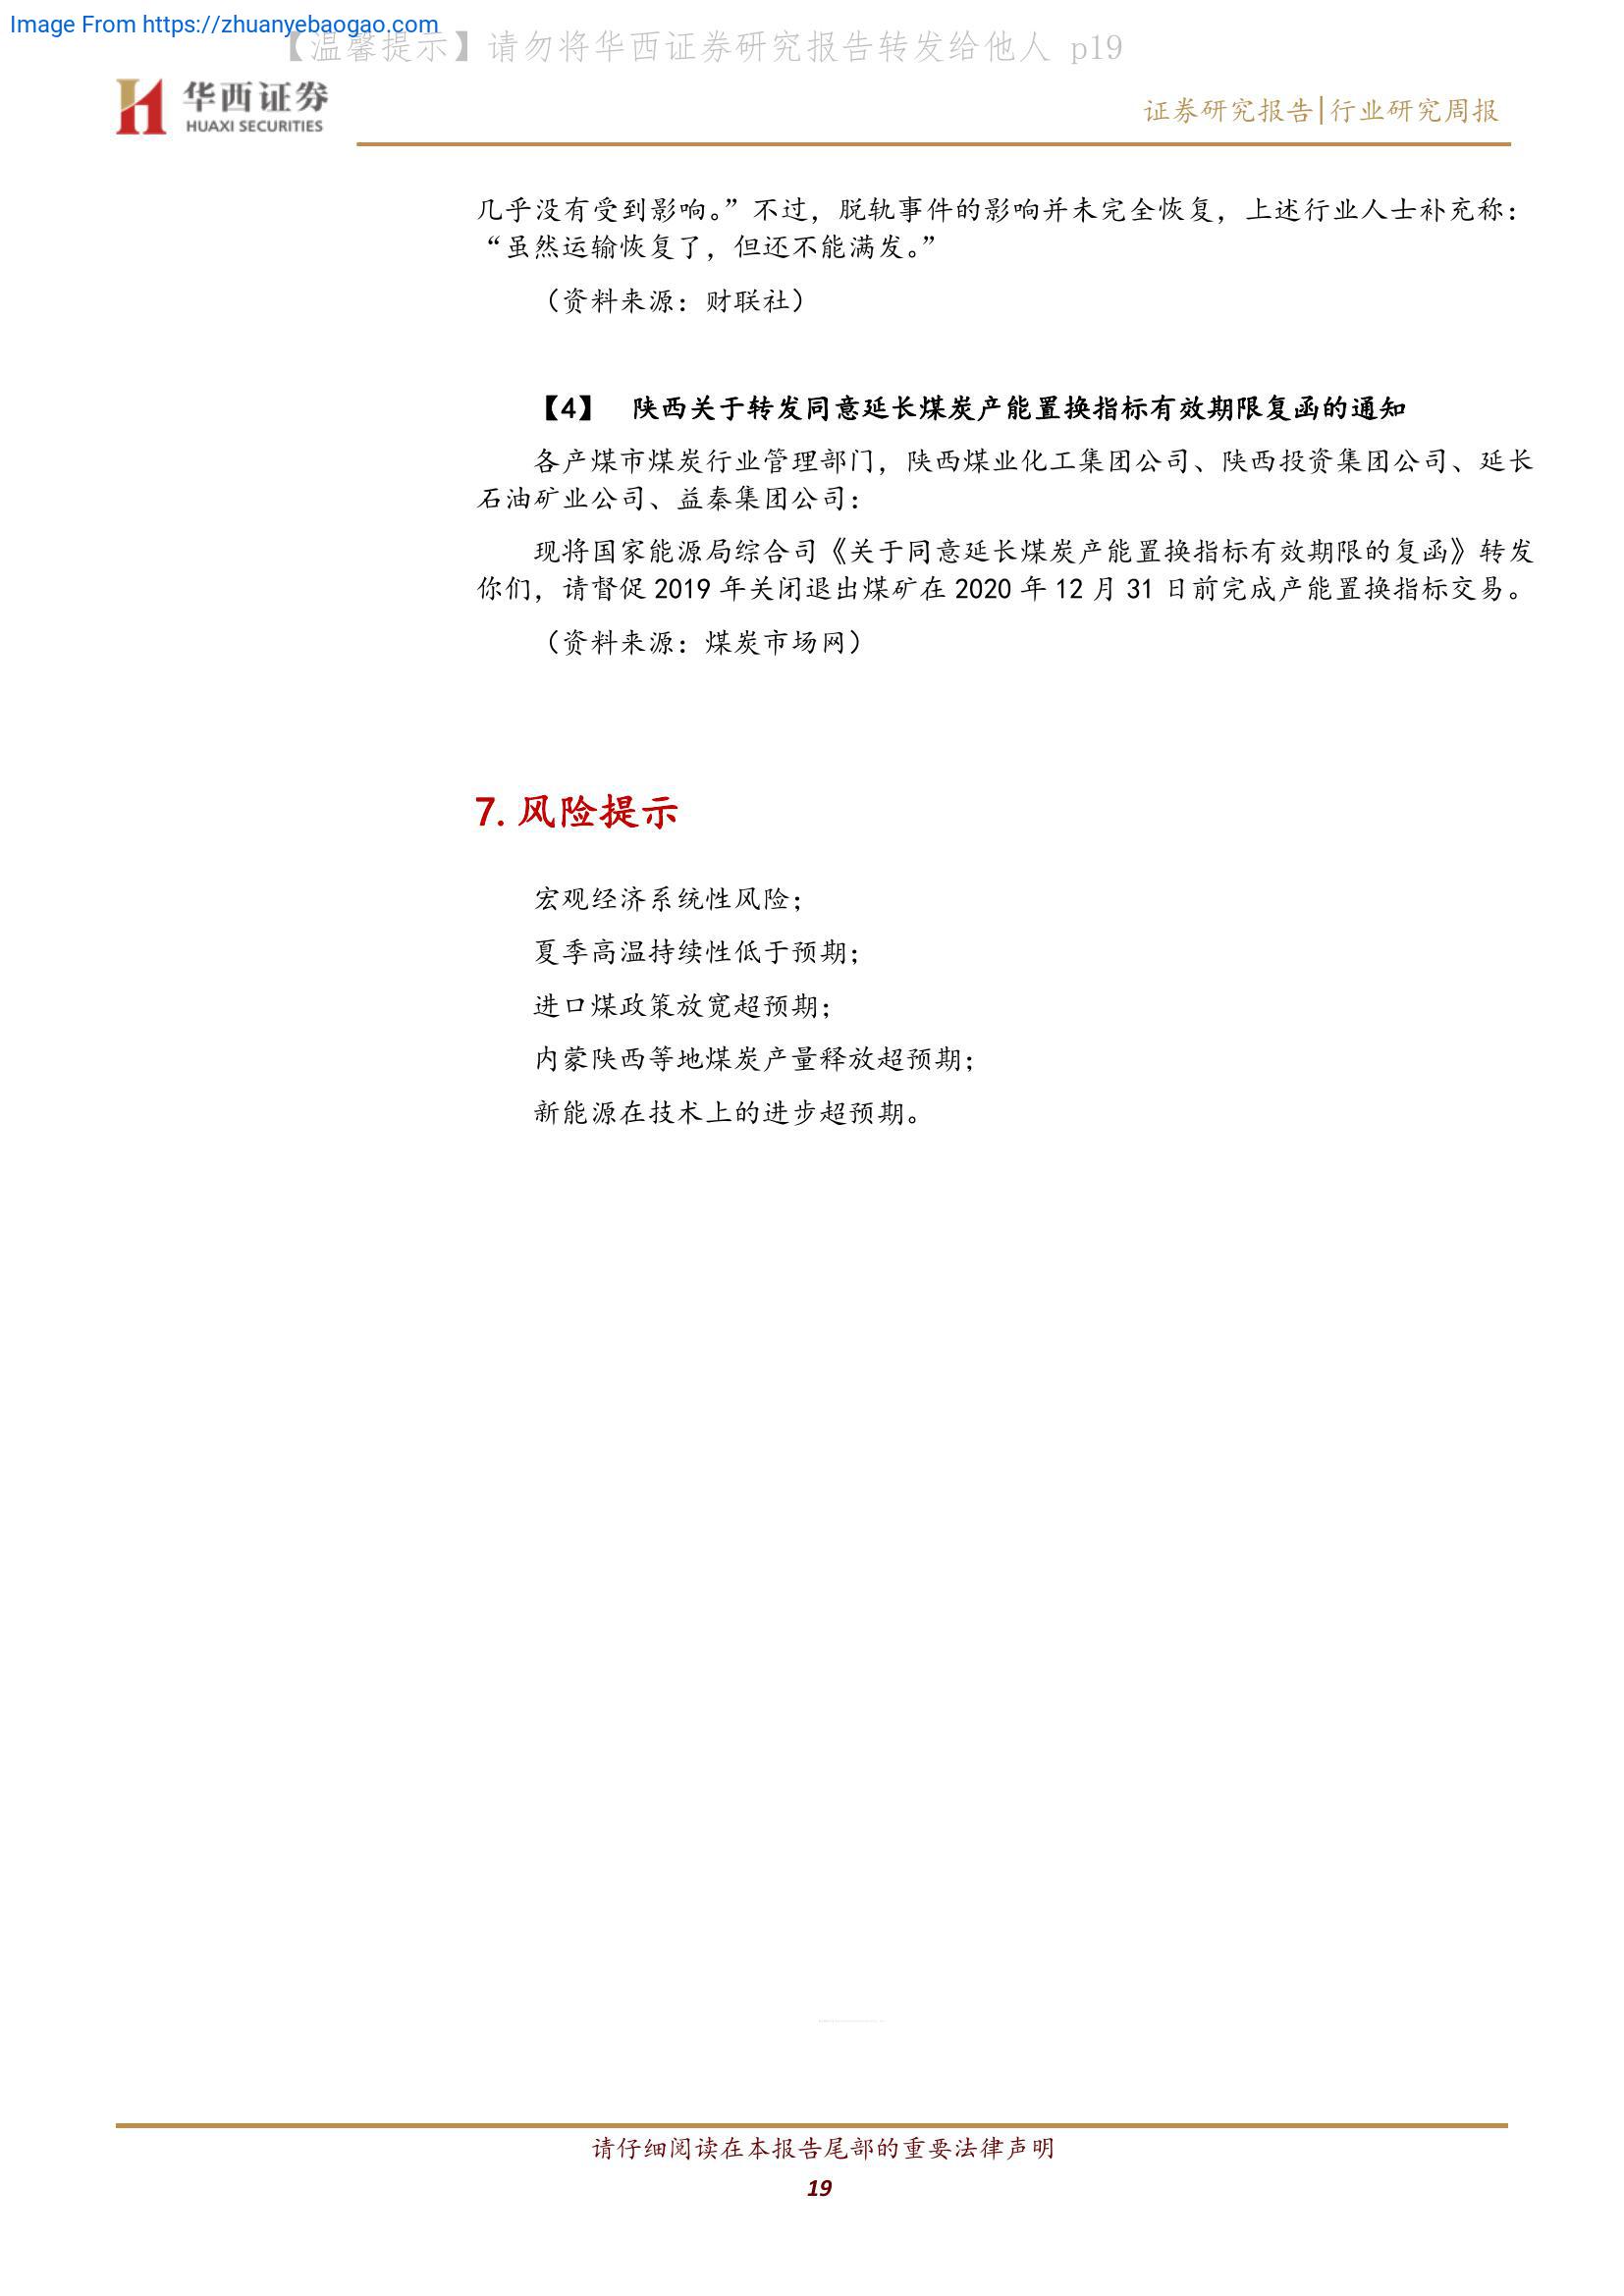 Image From https://zhuanyebaogao.com
【温馨提示】请勿将华西证券研究报告转发给他人 p19
华西证券
HUAXI SECURITIES
证券研究报告|行业研究周报
几乎没有受到影响。”不过，脱轨事件的影响并未完全恢复，上述行业人士补充称：
“虽然运输恢复了，但还不能满发。”
（资料来源：财联社）
【4】 陕西关于转发同意延长煤炭产能置换指标有效期限复函的通知
各产煤市煤炭行业管理部门，陕西煤业化工集团公司、陕西投资集团公司、延长
石油矿业公司、益秦集团公司：
现将国家能源局综合司《关于同意延长煤炭产能置换指标有效期限的复函》转发
你们，请督促 2019 年关闭退出煤矿在 2020 年 12 月 31 日前完成产能置换指标交易。
（资料来源：煤炭市场网）
7. 风险提示
宏观经济系统性风险；
夏季高温持续性低于预期；
进口煤政策放宽超预期；
内蒙陕西等地煤炭产量释放超预期；
新能源在技术上的进步超预期。
请仔细阅读在本报告尾部的重要法律声明
19